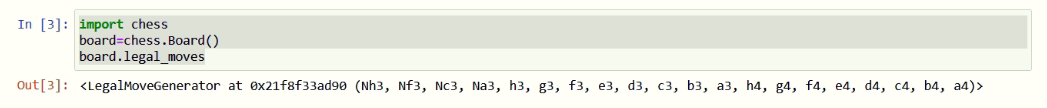 In [3]: import chess
board=chess.Board()
board.legal_moves
Out[3]: <LegalMoveGenerator at 0x21f8f33ad90 (Nh3, Nf3, Nc3, Na3, h3, g3, f3, e3, d3, c3, b3, a3, h4, g4, f4, e4, d4, c4, b4, a4)>